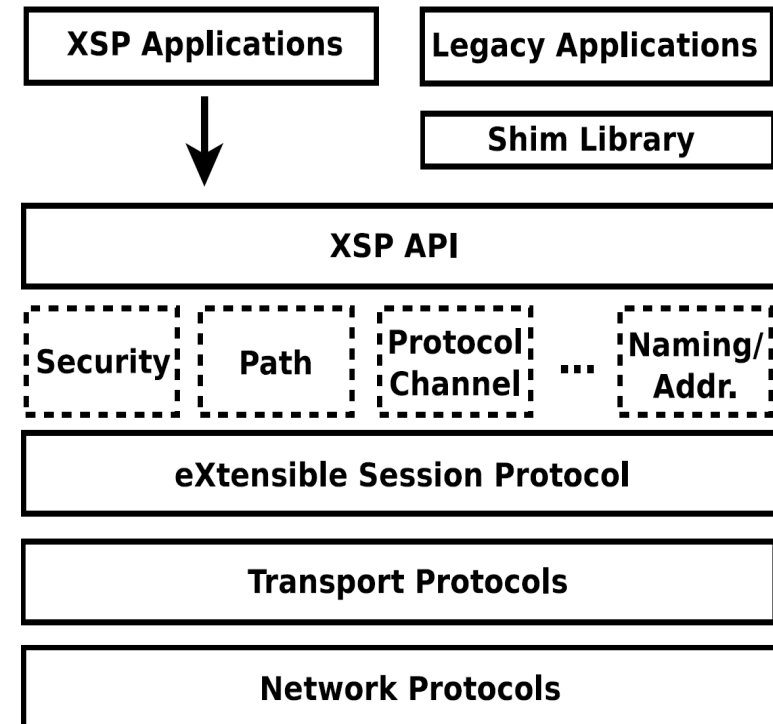 XSP Applications
Legacy Applications
Shim Library
XSP API
Security
Path
Protocol
Channel
...
Naming/
Addr.
eXtensible Session Protocol
Transport Protocols
Network Protocols